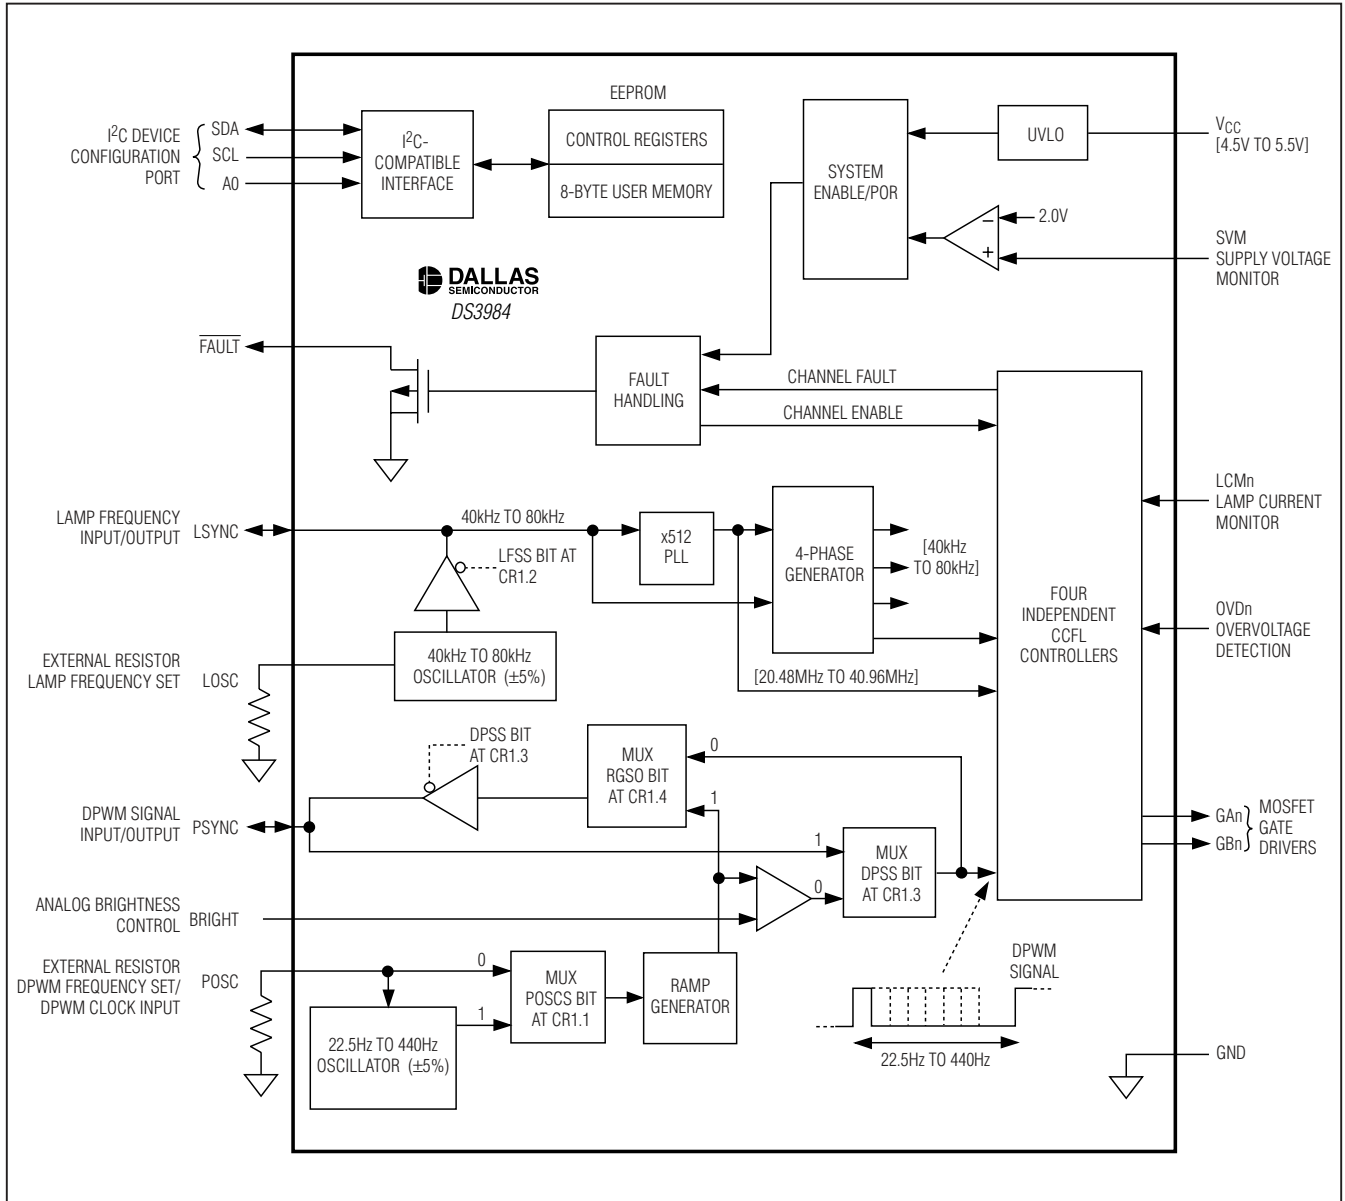 EEPROM
I2C DEVICE
CONFIGURATION
PORT
SDA
SCL
A0
I2C-
COMPATIBLE
INTERFACE
CONTROL REGISTERS
8-BYTE USER MEMORY
SYSTEM
ENABLE/POR
UVLO
VCC
[4.5V TO 5.5V]
2.0V
−
+
SVM
SUPPLY VOLTAGE
MONITOR
DALLAS
SEMICONDUCTOR
DS3984
FAULT
FAULT
HANDLING
CHANNEL FAULT
CHANNEL ENABLE
LAMP FREQUENCY
INPUT/OUTPUT
LSYNC
40kHz TO 80kHz
LFSS BIT AT
CR1.2
x512
PLL
4-PHASE
GENERATOR
[40kHz
TO 80kHz]
FOUR
INDEPENDENT
CCFL
CONTROLLERS
LCMn
LAMP CURRENT
MONITOR
OVDn
OVERVOLTAGE
DETECTION
EXTERNAL RESISTOR
LAMP FREQUENCY SET
LOSC
40kHz TO 80kHz
OSCILLATOR (±5%)
[20.48MHz TO 40.96MHz]
DPSS BIT
AT CR1.3
MUX
RGSO BIT
AT CR1.4
0
1
DPWM SIGNAL
INPUT/OUTPUT
PSYNC
1
0
MUX
DPSS BIT
AT CR1.3
GAn
GBn
MOSFET
GATE
DRIVERS
ANALOG BRIGHTNESS
CONTROL
BRIGHT
EXTERNAL RESISTOR
DPWM FREQUENCY SET/
DPWM CLOCK INPUT
POSC
0
1
MUX
POSCS BIT
AT CR1.1
RAMP
GENERATOR
22.5Hz TO 440Hz
OSCILLATOR (±5%)
DPWM
SIGNAL
22.5Hz TO 440Hz
GND